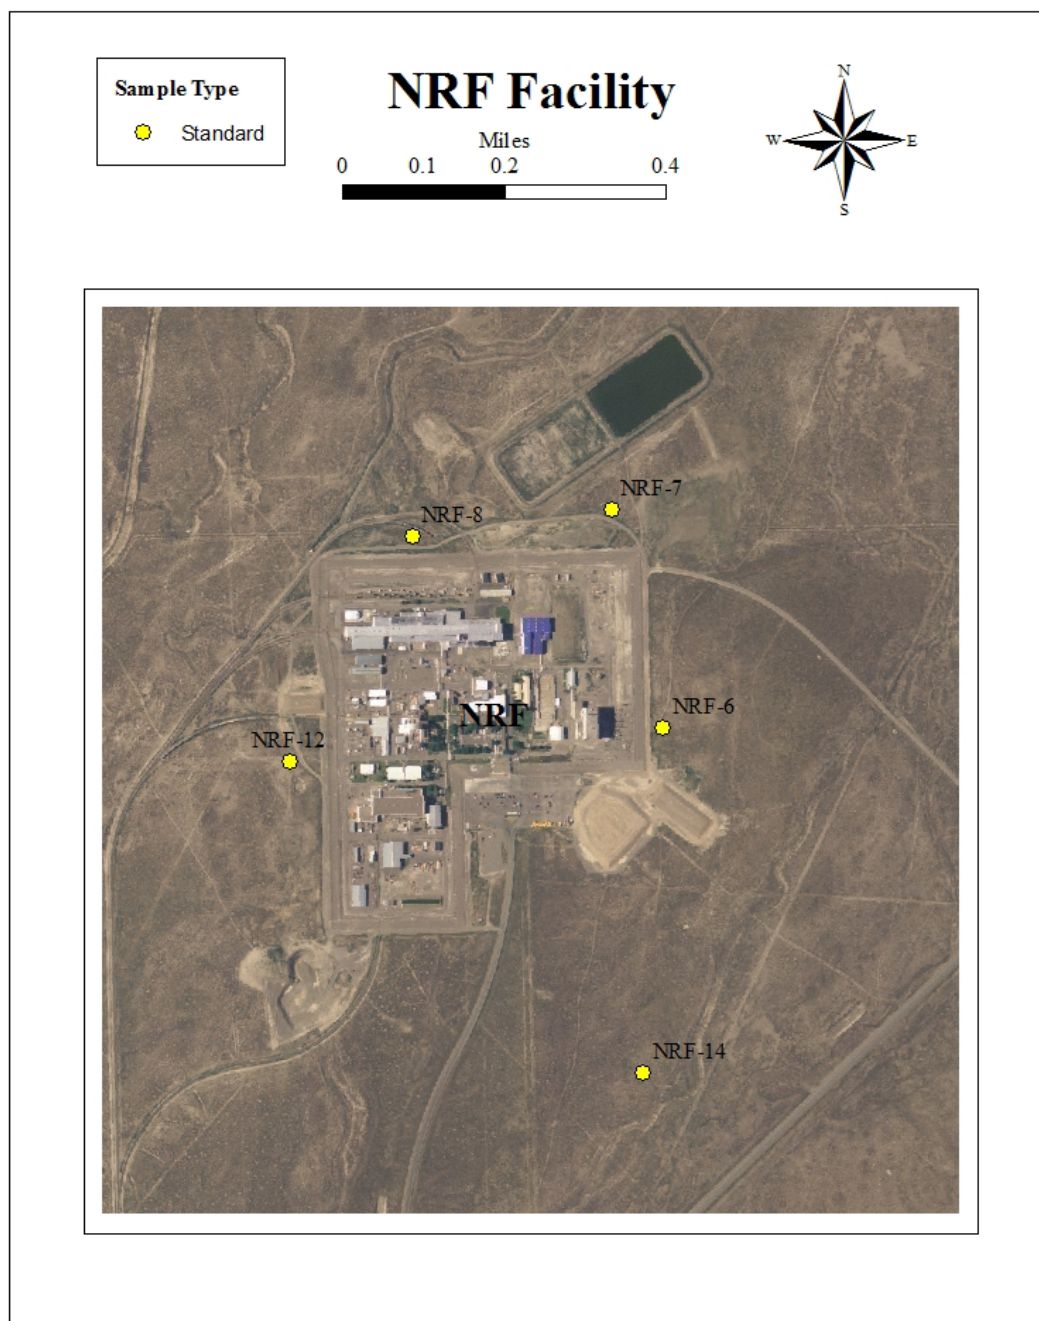 Sample Type
Standard
NRF Facility
Miles
0 0.1 0.2 0.4
N
W E
S
NRF-7
NRF-8
NRF-6
NRF
NRF-12
NRF-14